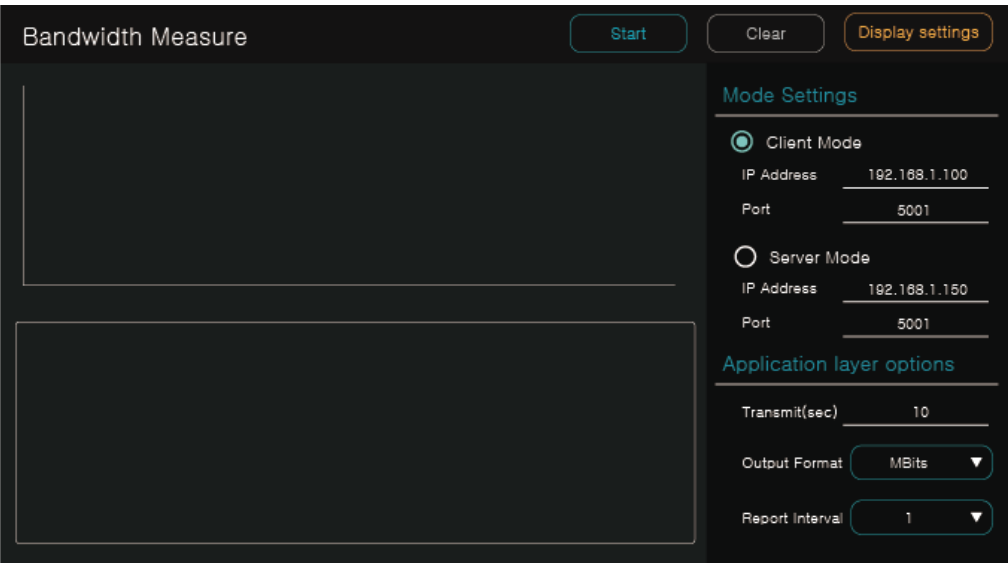 Bandwidth Measure
Start
Clear
Display settings
Mode Settings
Client Mode
IP Address 192.168.1.100
Port 5001
Server Mode
IP Address 192.168.1.150
Port 5001
Application layer options
Transmit(sec) 10
Output Format MBits
Report Interval 1